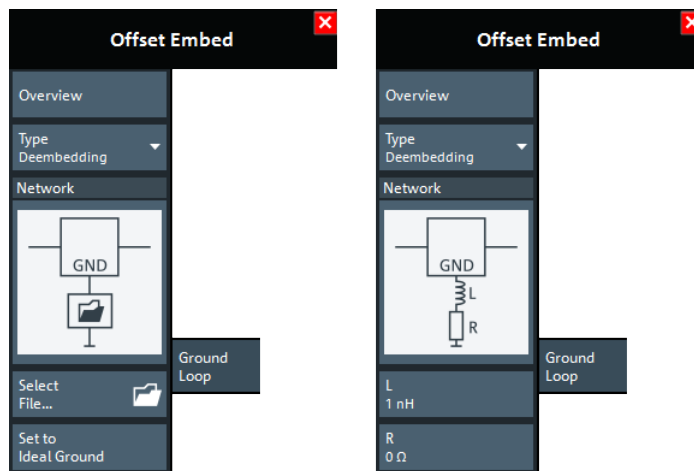 Offset Embed
Overview
Type
Deembedding
Network
GND
Ground
Loop
Select
File...
Set to
Ideal Ground
Offset Embed
Overview
Type
Deembedding
Network
GND
L
R
Ground
Loop
L
1 nH
R
0 Ω